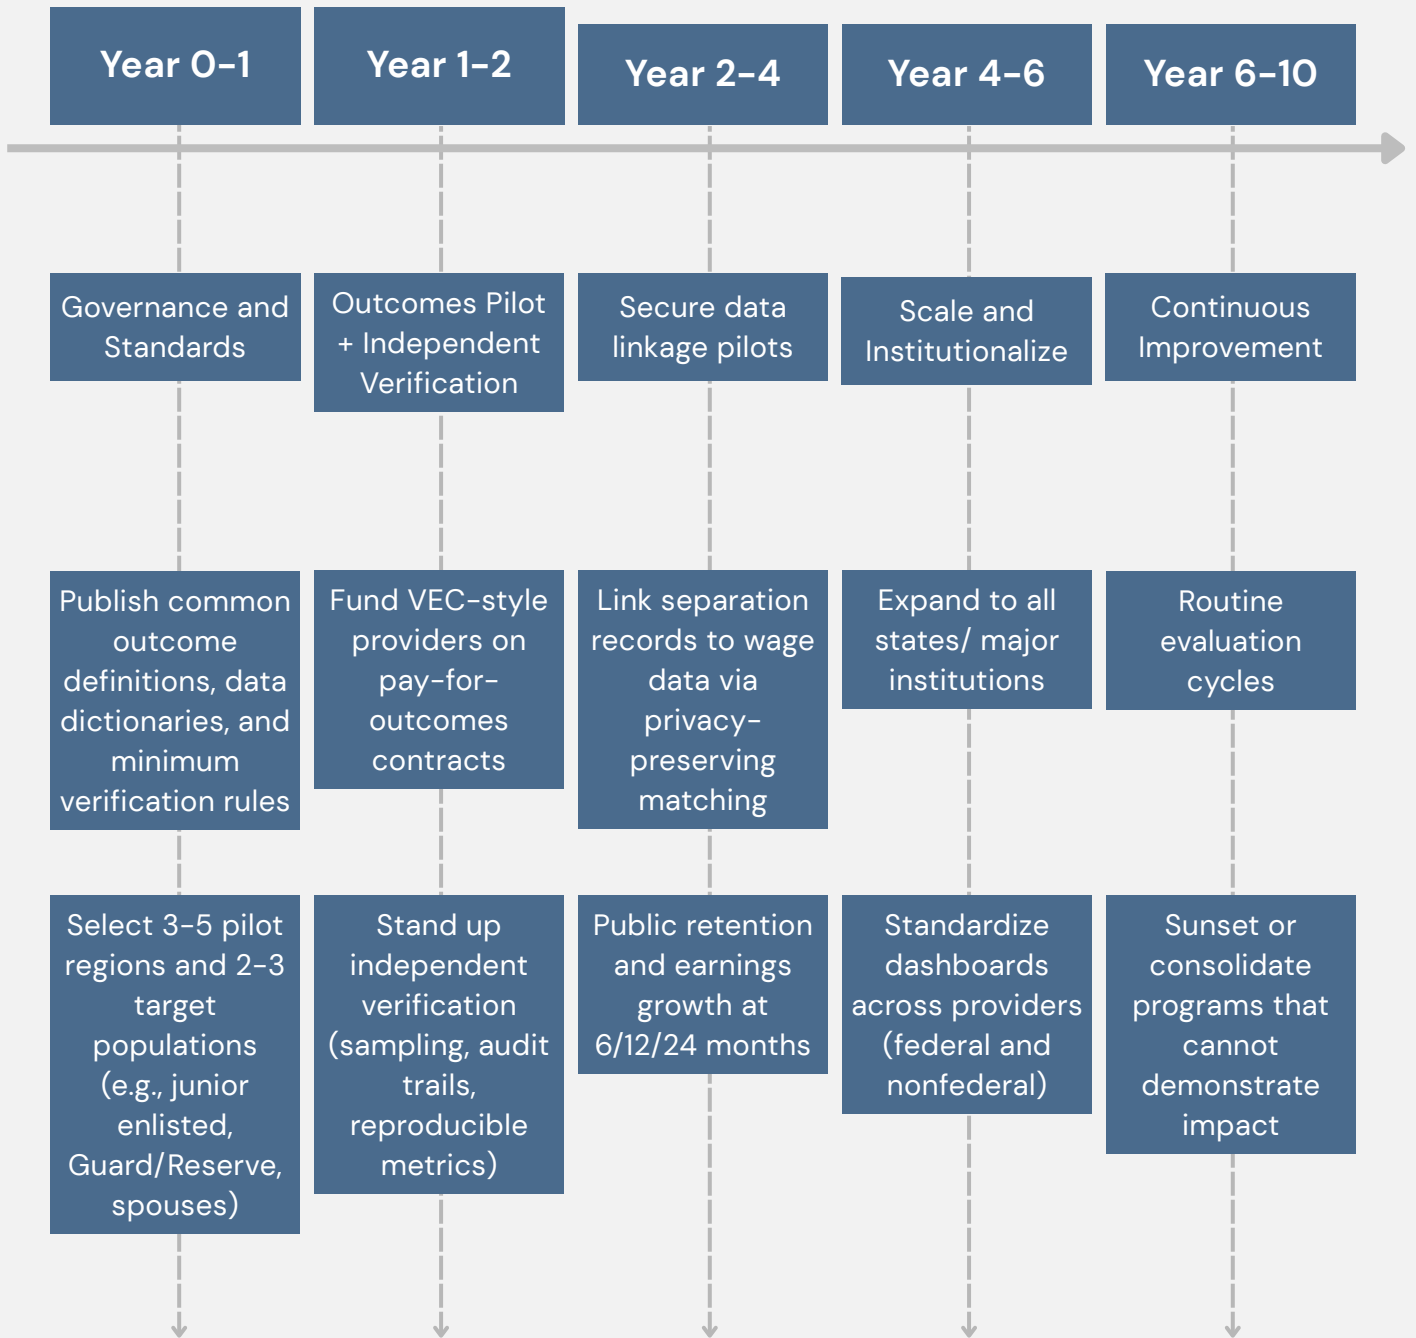 Year 0-1
Year 1-2
Year 2-4
Year 4-6
Year 6-10
Governance and
Standards
Outcomes Pilot
+ Independent
Verification
Secure data
linkage pilots
Scale and
Institutionalize
Continuous
Improvement
Publish common
outcome
definitions, data
dictionaries, and
minimum
verification rules
Fund VEC-style
providers on
pay-for-
outcomes
contracts
Link separation
records to wage
data via
privacy-
preserving
matching
Expand to all
states/ major
institutions
Routine
evaluation
cycles
Select 3-5 pilot
regions and 2-3
target
populations
(e.g., junior
enlisted,
Guard/Reserve,
spouses)
Stand up
independent
verification
(sampling, audit
trails,
reproducible
metrics)
Public retention
and earnings
growth at
6/12/24 months
Standardize
dashboards
across providers
(federal and
nonfederal)
Sunset or
consolidate
programs that
cannot
demonstrate
impact